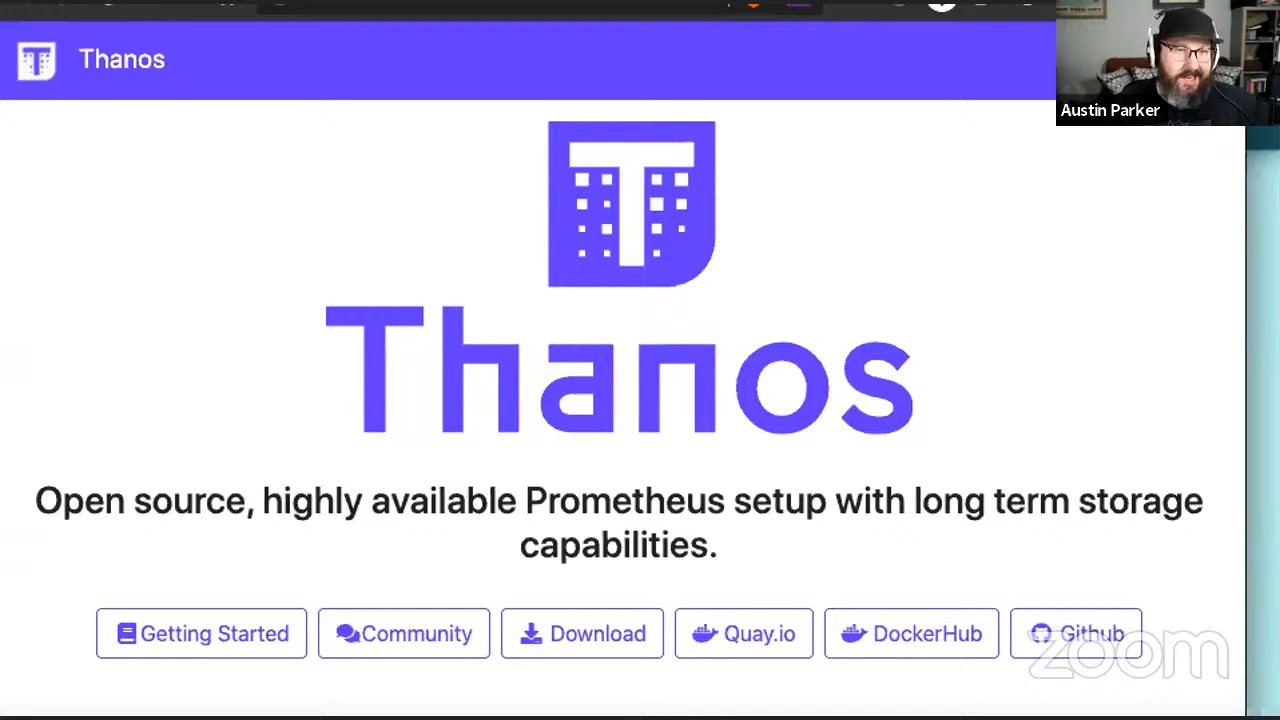 Thanos
Austin Parker
T
Thanos
Open source, highly available Prometheus setup with long term storage
capabilities.
Getting Started
Community
Download
Quay.io
DockerHub
Github
zoom